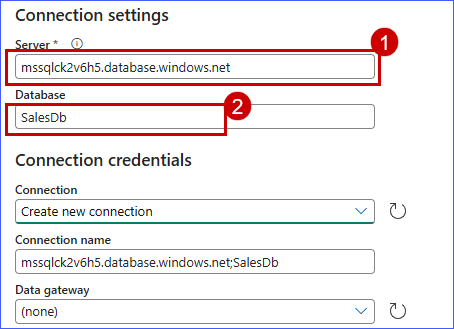 Connection settings
1
Server * ⓘ
mssqlck2v6h5.database.windows.net
Database
2
SalesDb
Connection credentials
Connection
Create new connection
Connection name
mssqlck2v6h5.database.windows.net;SalesDb
Data gateway
(none)